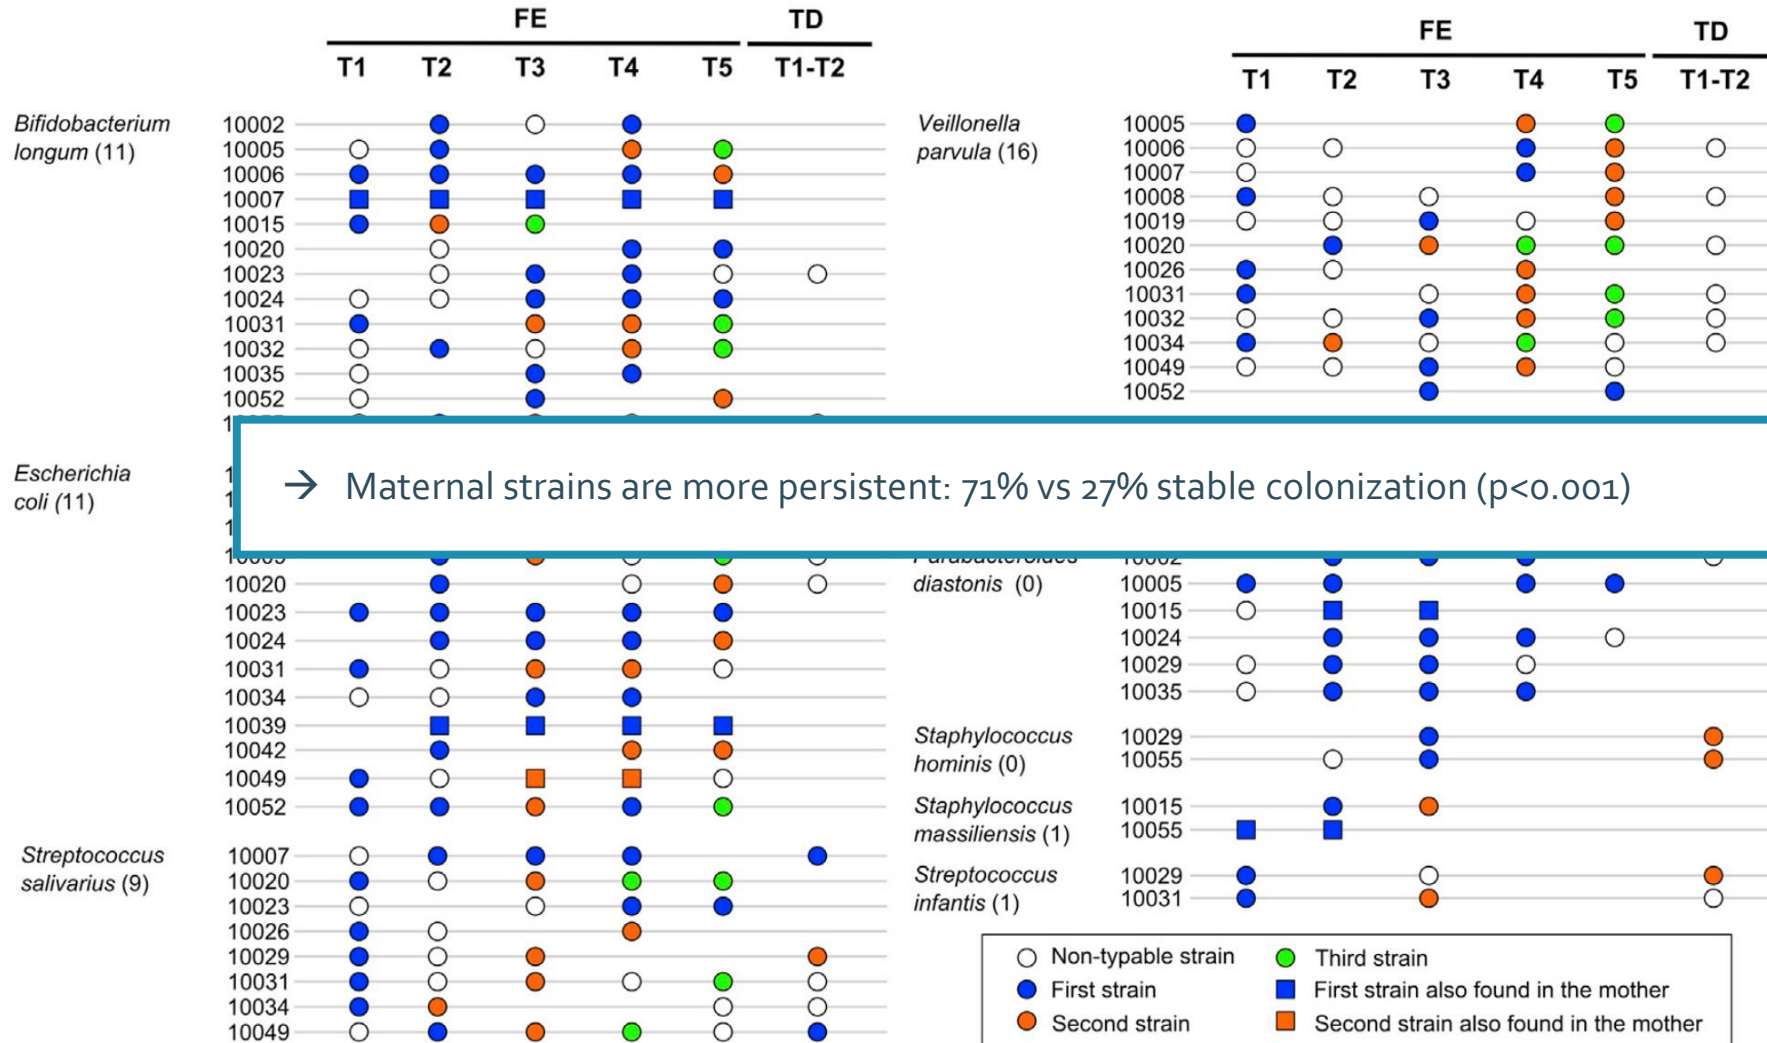 FE TD
T1 T2 T3 T4 T5 T1-T2
Bifidobacterium
longum (11)
10002
10005
10006
10007
10015
10020
10023
10024
10031
10032
10035
10052
Escherichia
coli (11)
10020
10023
10024
10031
10034
10039
10042
10049
10052
Streptococcus
salivarius (9)
10007
10020
10023
10026
10029
10031
10034
10049
FE TD
T1 T2 T3 T4 T5 T1-T2
Veillonella
parvula (16)
10005
10006
10007
10008
10019
10020
10026
10031
10032
10034
10049
10052
→ Maternal strains are more persistent: 71% vs 27% stable colonization (p<0.001)
Parabacteroides
diastonis (0)
10002
10005
10015
10024
10029
10035
Staphylococcus
hominis (0)
10029
10055
Staphylococcus
massiliensis (1)
10015
10055
Streptococcus
infantis (1)
10029
10031
Non-typable strain
First strain
Second strain
Third strain
First strain also found in the mother
Second strain also found in the mother